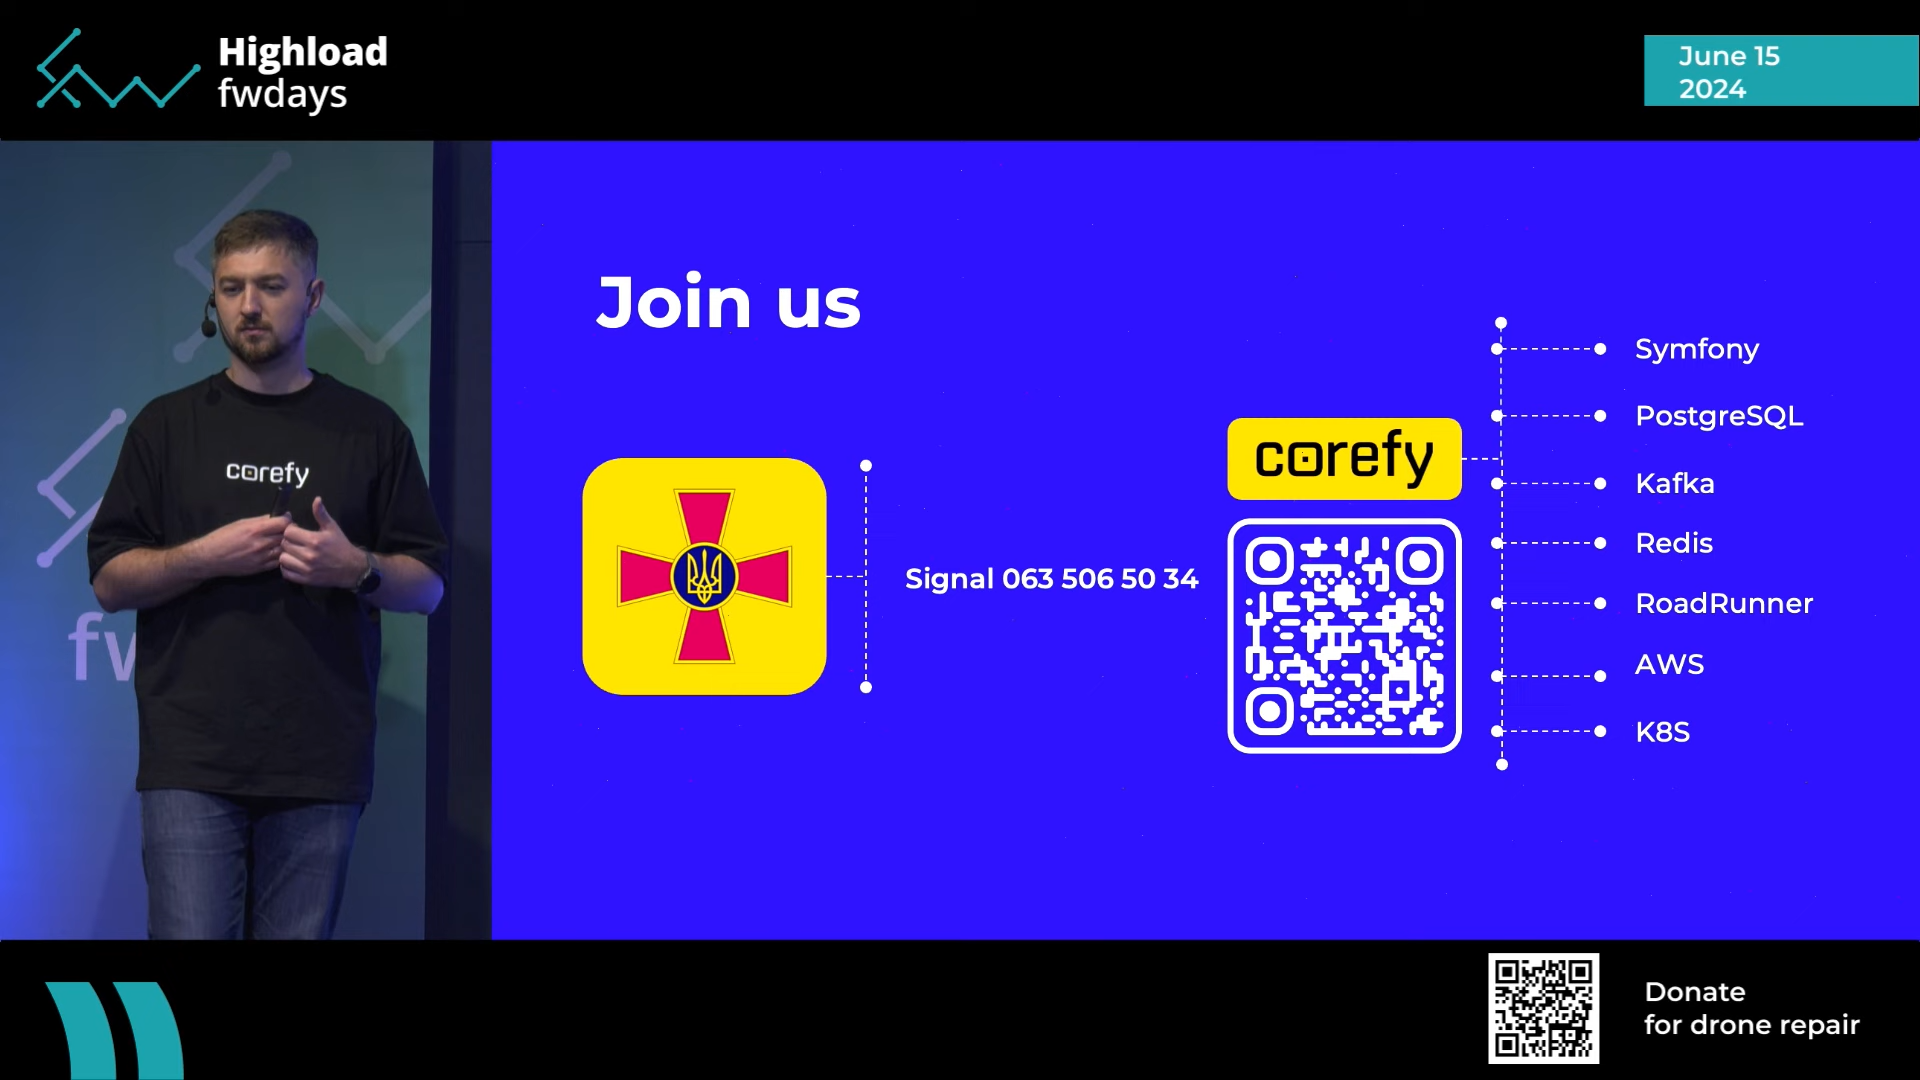 Highload
fwdays
June 15
2024
fw
corefy
Join us
Signal 063 506 50 34
corefy
Symfony
PostgreSQL
Kafka
Redis
RoadRunner
AWS
K8S
Donate
for drone repair